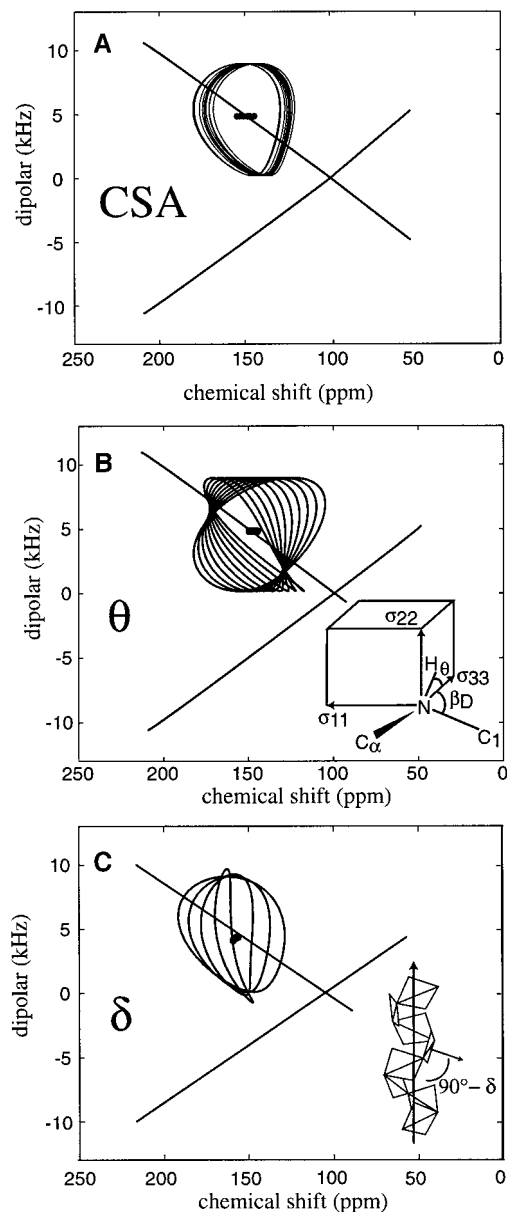 A
10
5
0
-5
-10
dipolar (kHz)
CSA
250 200 150 100 50 0
chemical shift (ppm)
B
10
5
0
-5
-10
dipolar (kHz)
θ
σ22
H θ σ33
N βD
σ11
Cα C1
250 200 150 100 50 0
chemical shift (ppm)
C
10
5
0
-5
-10
dipolar (kHz)
δ
90°– δ
250 200 150 100 50 0
chemical shift (ppm)